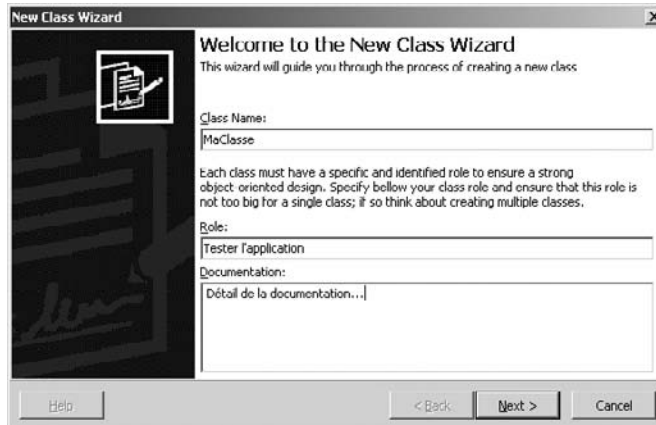 New Class Wizard
Welcome to the New Class Wizard
This wizard will guide you through the process of creating a new class
Class Name:
MaClasse
Each class must have a specific and identified role to ensure a strong
object-oriented design. Specify bellow your class role and ensure that this role is
not too big for a single class; if so think about creating multiple classes.
Role:
Tester l'application
Documentation:
Détail de la documentation...
Help
< Back
Next >
Cancel